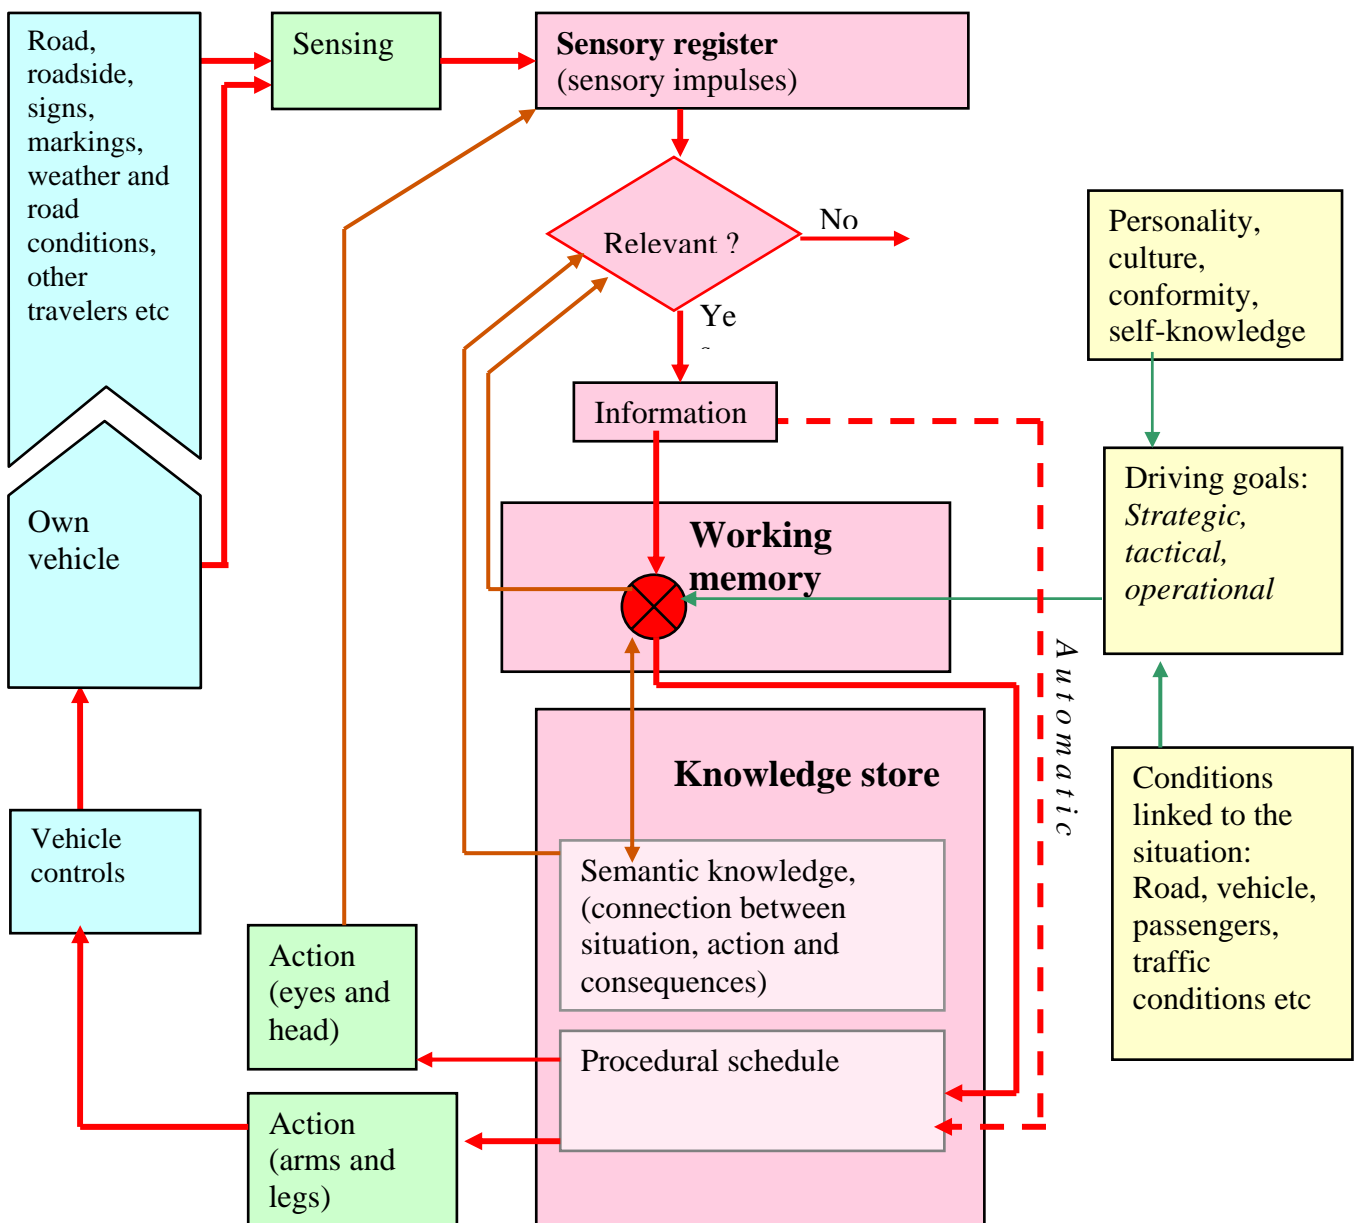 Road,
roadside,
signs,
markings,
weather and
road
conditions,
other
travelers etc
Sensing
Sensory register
(sensory impulses)
Relevant ?
No
Ye
Information
Personality,
culture,
conformity,
self-knowledge
Own
vehicle
Working
memory
Driving goals:
Strategic,
tactical,
operational
Automatic
Knowledge store
Vehicle
controls
Semantic knowledge,
(connection between
situation, action and
consequences)
Conditions
linked to the
situation:
Road, vehicle,
passengers,
traffic
conditions etc
Action
(eyes and
head)
Procedural schedule
Action
(arms and
legs)